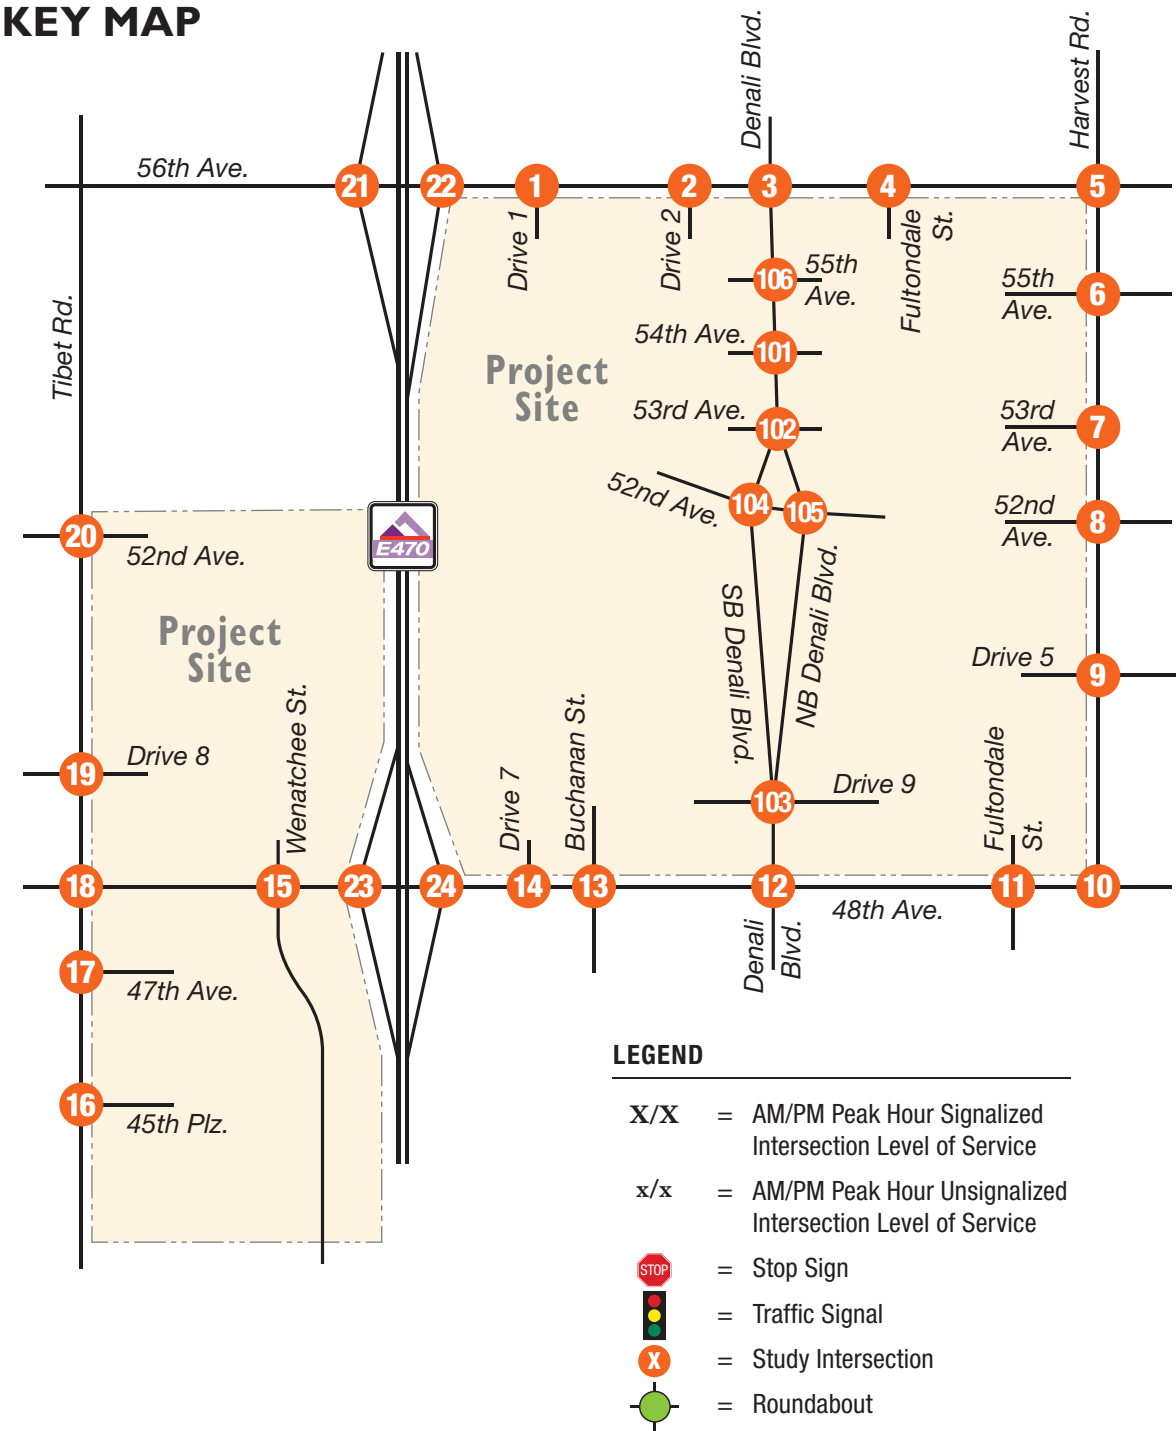 KEY MAP
Denali Blvd.
Harvest Rd.
56th Ave.
21
22
1
2
3
4
5
Drive 1
Drive 2
Fultondale
St.
Tibet Rd.
106
55th
Ave.
55th
Ave.
6
54th Ave.
101
Project
Site
53rd Ave.
102
53rd
Ave.
7
52nd Ave.
104
105
52nd
Ave.
8
20
52nd Ave.
E470
Project
Site
SB Denali Blvd.
NB Denali Blvd.
Drive 5
9
Wenatchee St.
Buchanan St.
Drive 7
Fultondale
St.
19
Drive 8
103
Drive 9
18
15
23
24
14
13
12
11
10
48th Ave.
Denali
Blvd.
17
47th Ave.
16
45th Plz.
LEGEND
X/X = AM/PM Peak Hour Signalized
Intersection Level of Service
x/x = AM/PM Peak Hour Unsignalized
Intersection Level of Service
STOP = Stop Sign
= Traffic Signal
X = Study Intersection
= Roundabout